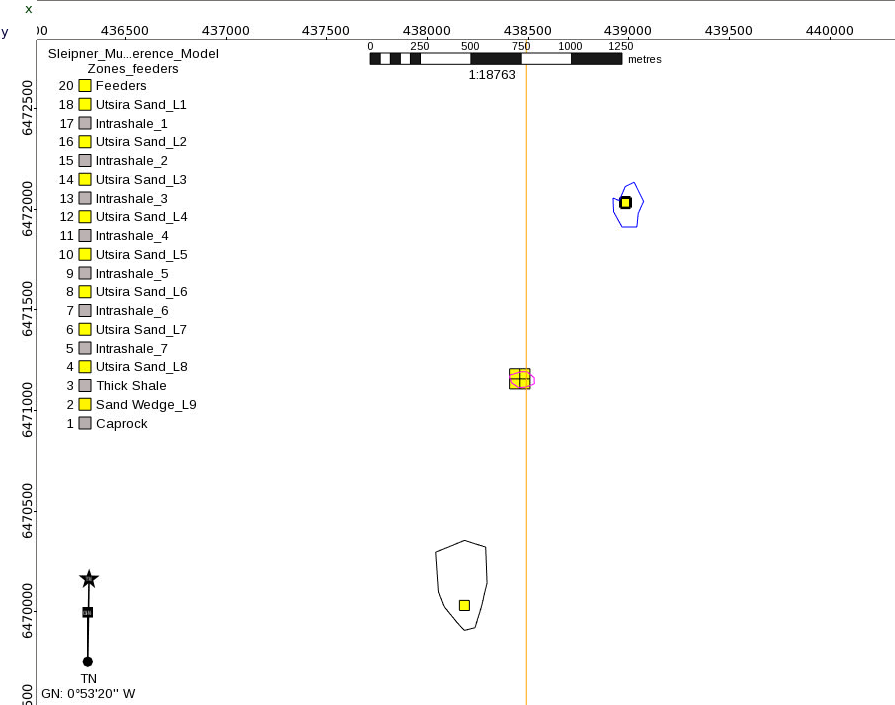 x
00 436500 437000 437500 438000 438500 439000 439500 440000
y
Sleipner_Mu...erence_Model
Zones_feeders
0 250 500 750 1000 1250
metres
1:18763
20 Feeders
18 Utsira Sand_L1
17 Intrashale_1
16 Utsira Sand_L2
15 Intrashale_2
14 Utsira Sand_L3
13 Intrashale_3
12 Utsira Sand_L4
11 Intrashale_4
10 Utsira Sand_L5
9 Intrashale_5
8 Utsira Sand_L6
7 Intrashale_6
6 Utsira Sand_L7
5 Intrashale_7
4 Utsira Sand_L8
3 Thick Shale
2 Sand Wedge_L9
1 Caprock
6472500
6472000
6471500
6471000
6470500
6470000
500
TN
GN: 0°53'20'' W